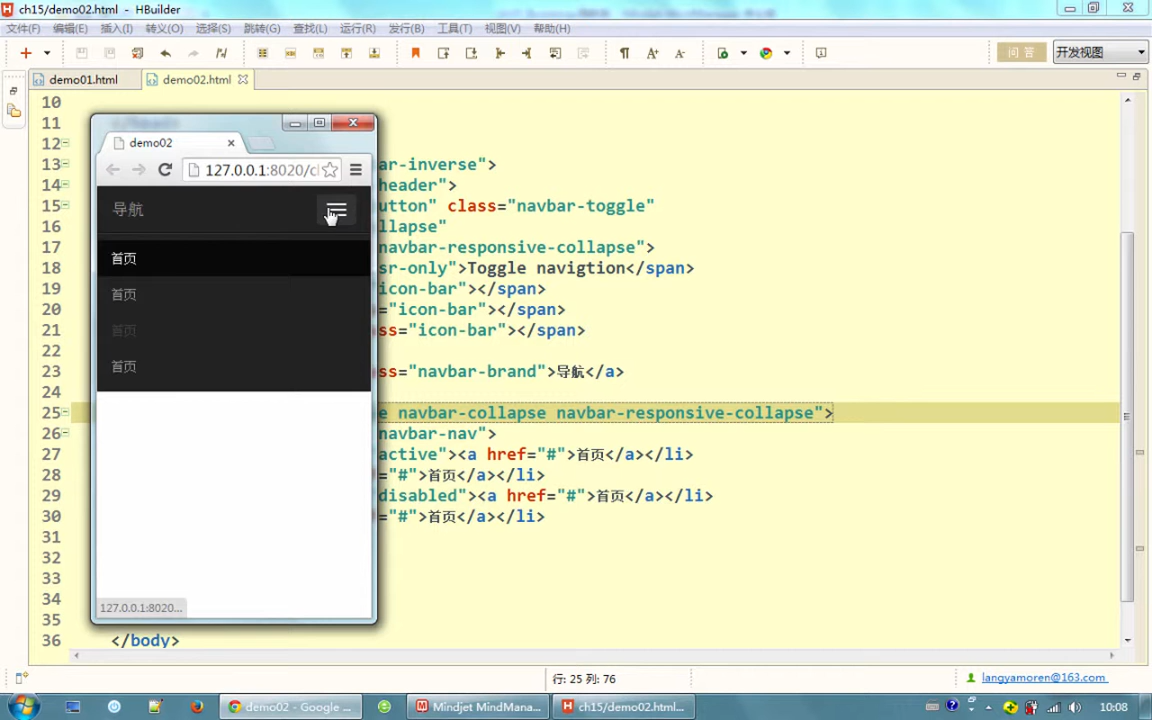 ch15/demo02.html - HBuilder
文件(F) 编辑(E) 插入(I) 转义(O) 选择(S) 跳转(G) 查找(L) 运行(R) 发行(B) 工具(T) 视图(V) 帮助(H)
问 答 开发视图
demo01.html demo02.html
10
11
12
13 ar-inverse">
14 header">
15 utton" class="navbar-toggle"
16 llapse"
17 navbar-responsive-collapse">
18 sr-only">Toggle navigtion</span>
19 icon-bar"></span>
20 icon-bar"></span>
21 ss="icon-bar"></span>
22
23 ss="navbar-brand">导航</a>
24
25 e navbar-collapse navbar-responsive-collapse">
26 navbar-nav">
27 active"><a href="#">首页</a></li>
28 ="#">首页</a></li>
29 disabled"><a href="#">首页</a></li>
30 ="#">首页</a></li>
31
32
33
34
35
36 </body>
demo02
127.0.0.1:8020/cl
导航
首页
首页
首页
首页
127.0.0.1:8020...
行: 25 列: 76
langyamoren@163.com
demo02 - Google ...
Mindjet MindMana...
ch15/demo02.html...
10:08